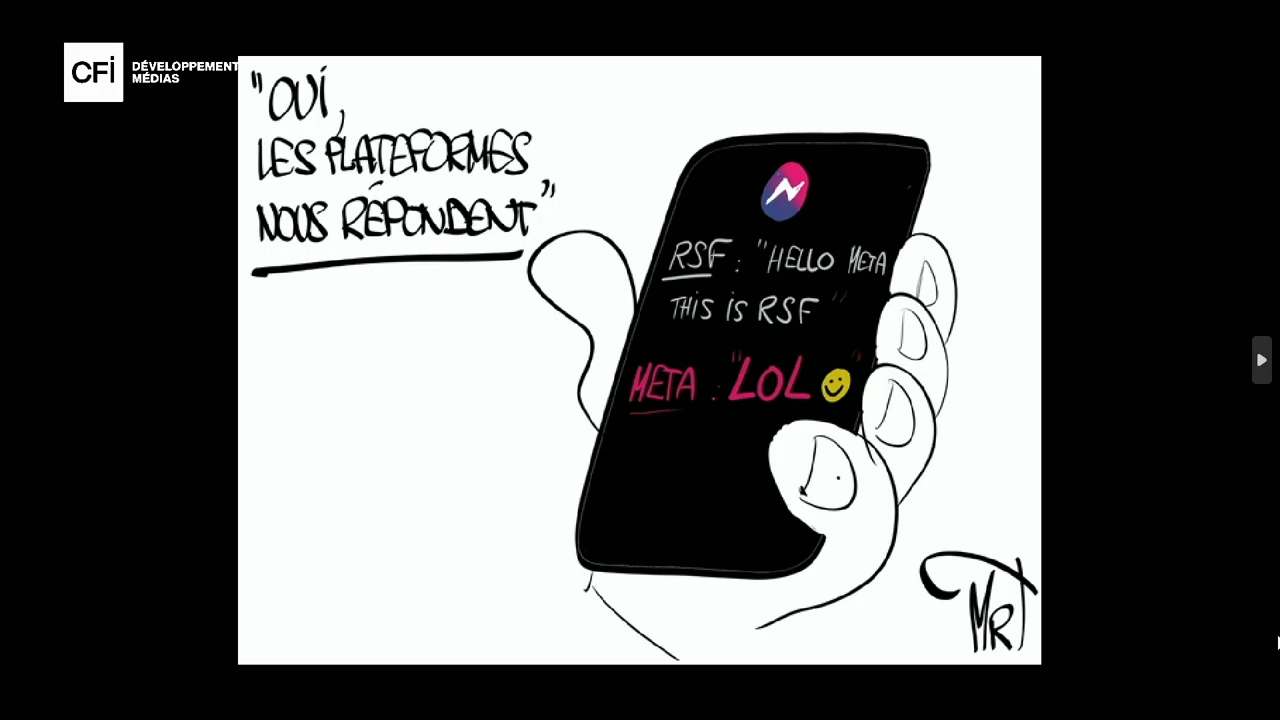 CFI
DÉVELOPPEMENT
MÉDIAS
"OUI,
LES PLATEFORMES
NOUS RÉPONDENT"
RSF : "HELLO META
THIS IS RSF"
META : "LOL 🙂"
MRT